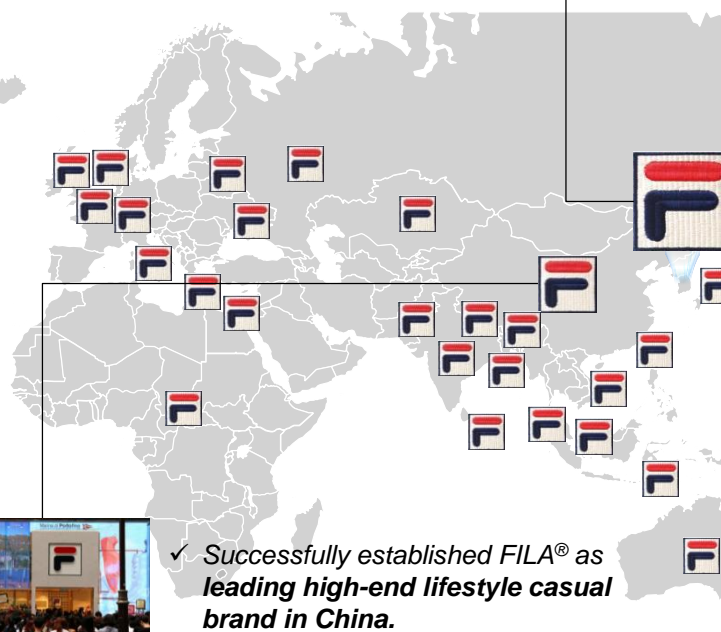 ✓ Successfully established FILA® as
leading high-end lifestyle casual
brand in China.